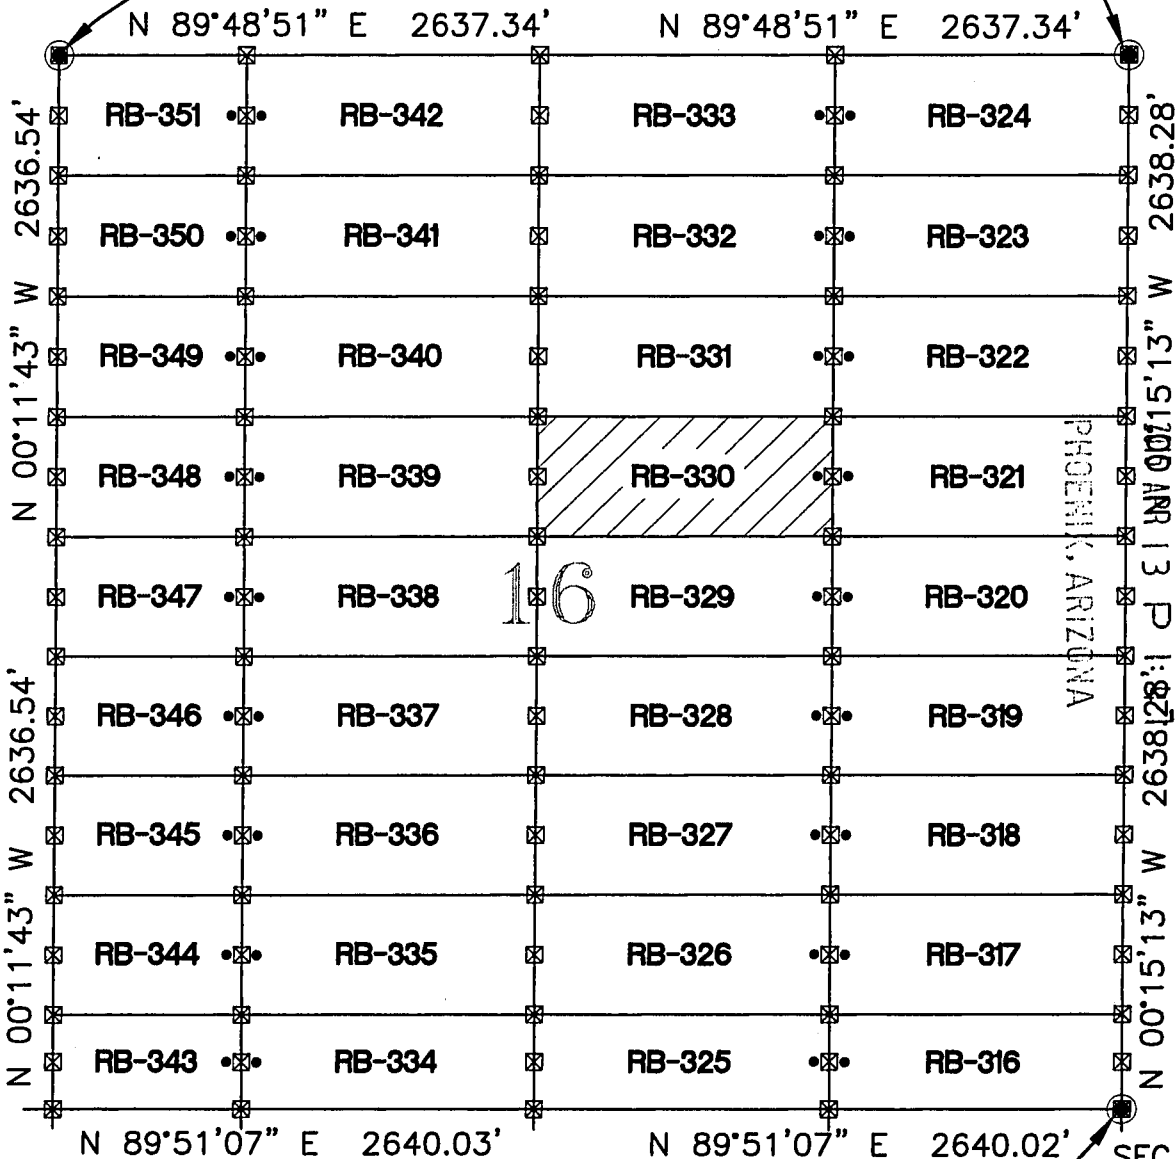 N 89°48'51" E 2637.34' N 89°48'51" E 2637.34'
N 00°11'43" W 2636.54'
RB-351 RB-342 RB-333 RB-324
RB-350 RB-341 RB-332 RB-323
RB-349 RB-340 RB-331 RB-322
RB-348 RB-339 RB-330 RB-321
RB-347 RB-338 RB-329 RB-320
16
RB-346 RB-337 RB-328 RB-319
RB-345 RB-336 RB-327 RB-318
RB-344 RB-335 RB-326 RB-317
RB-343 RB-334 RB-325 RB-316
N 00°11'43" W 2636.54'
N 00°15'13" W 2638.28'
PHOENIX, ARIZONA
N 00°15'13" W 2638.28'
N 89°51'07" E 2640.03' N 89°51'07" E 2640.02'
SEC